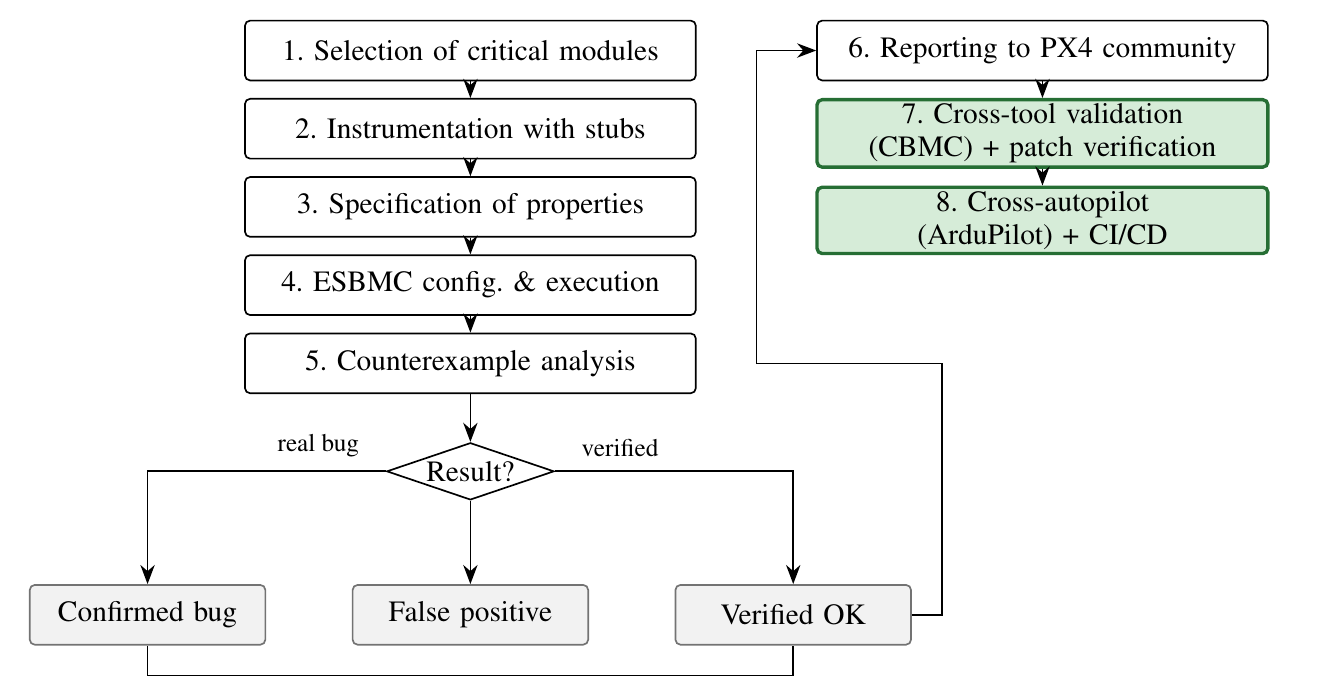 1. Selection of critical modules
2. Instrumentation with stubs
3. Specification of properties
4. ESBMC config. & execution
5. Counterexample analysis
real bug
verified
Result?
Confirmed bug
False positive
Verified OK
6. Reporting to PX4 community
7. Cross-tool validation
(CBMC) + patch verification
8. Cross-autopilot
(ArduPilot) + CI/CD